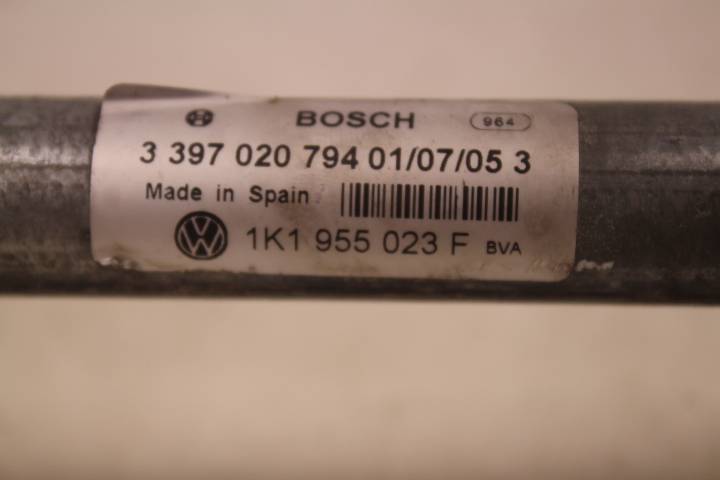 BOSCH 964
3 397 020 794 01/07/05 3
Made in Spain
1K1 955 023 F BVA